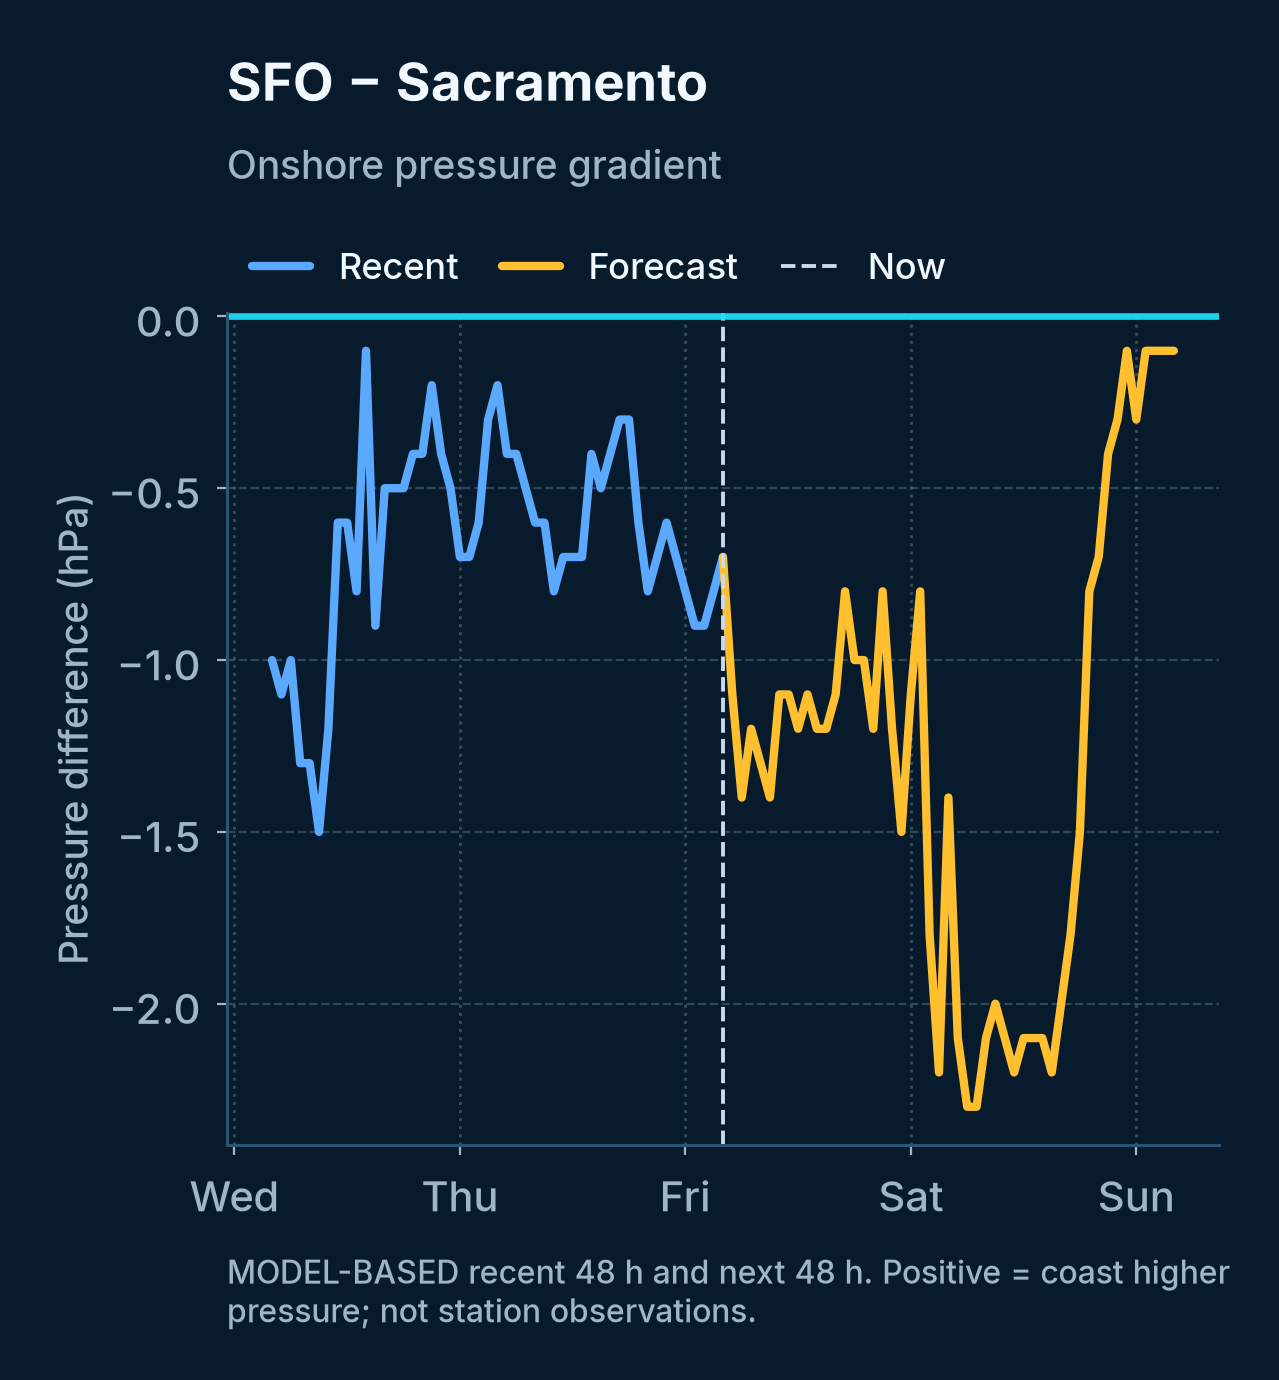 SFO − Sacramento
Onshore pressure gradient
Recent Forecast Now
0.0
−0.5
−1.0
−1.5
−2.0
Pressure difference (hPa)
Wed Thu Fri Sat Sun
MODEL-BASED recent 48 h and next 48 h. Positive = coast higher
pressure; not station observations.